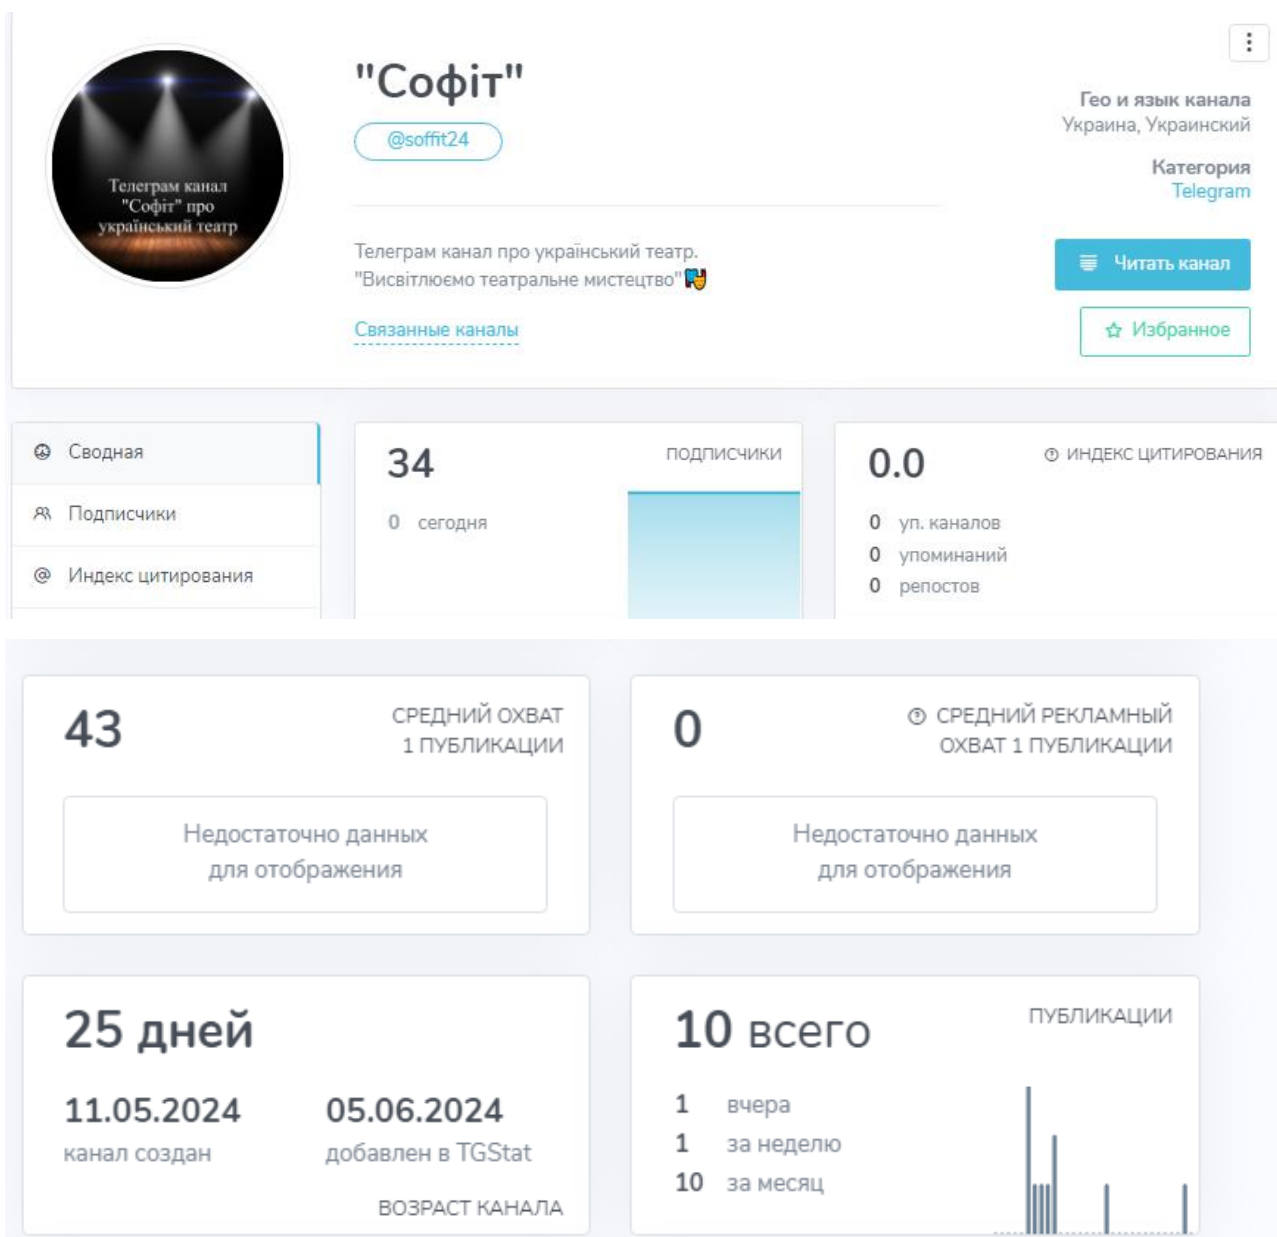 "Софіт"
@soffit24
Телеграм канал
"Софіт" про
український театр
Гео и язык канала
Украина, Украинский
Категория
Telegram
Телеграм канал про український театр.
"Висвітлюємо театральне мистецтво"
Читать канал
Связанные каналы
Избранное
Сводная
Подписчики
Индекс цитирования
34 ПОДПИСЧИКИ
0 сегодня
0.0 ИНДЕКС ЦИТИРОВАНИЯ
0 уп. каналов
0 упоминаний
0 репостов
43 СРЕДНИЙ ОХВАТ
1 ПУБЛИКАЦИИ
Недостаточно данных
для отображения
0 СРЕДНИЙ РЕКЛАМНЫЙ
ОХВАТ 1 ПУБЛИКАЦИИ
Недостаточно данных
для отображения
25 дней
11.05.2024 05.06.2024
канал создан добавлен в TGStat
ВОЗРАСТ КАНАЛА
10 всего ПУБЛИКАЦИИ
1 вчера
1 за неделю
10 за месяц